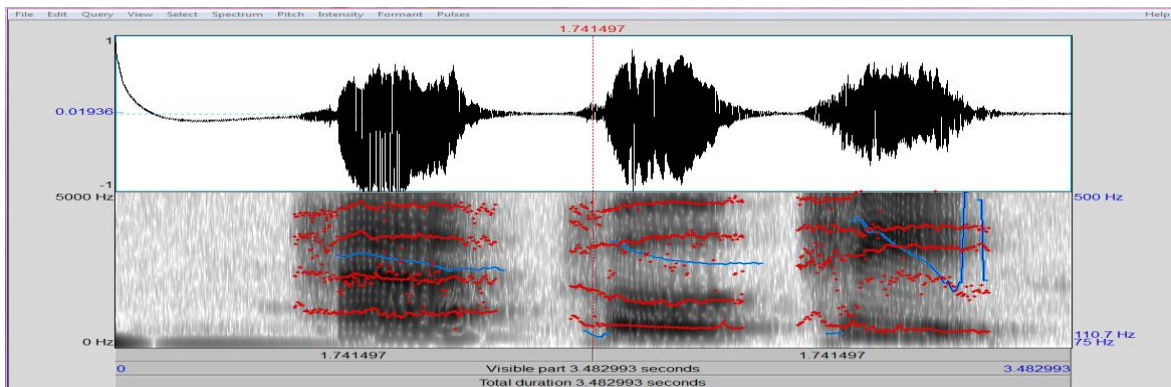 File Edit Query View Select Spectrum Pitch Intensity Formant Pulses Help
1.741497
1
0.01936
-1
5000 Hz 500 Hz
110.7 Hz
0 Hz 75 Hz
1.741497 1.741497
0 Visible part 3.482993 seconds 3.482993
Total duration 3.482993 seconds